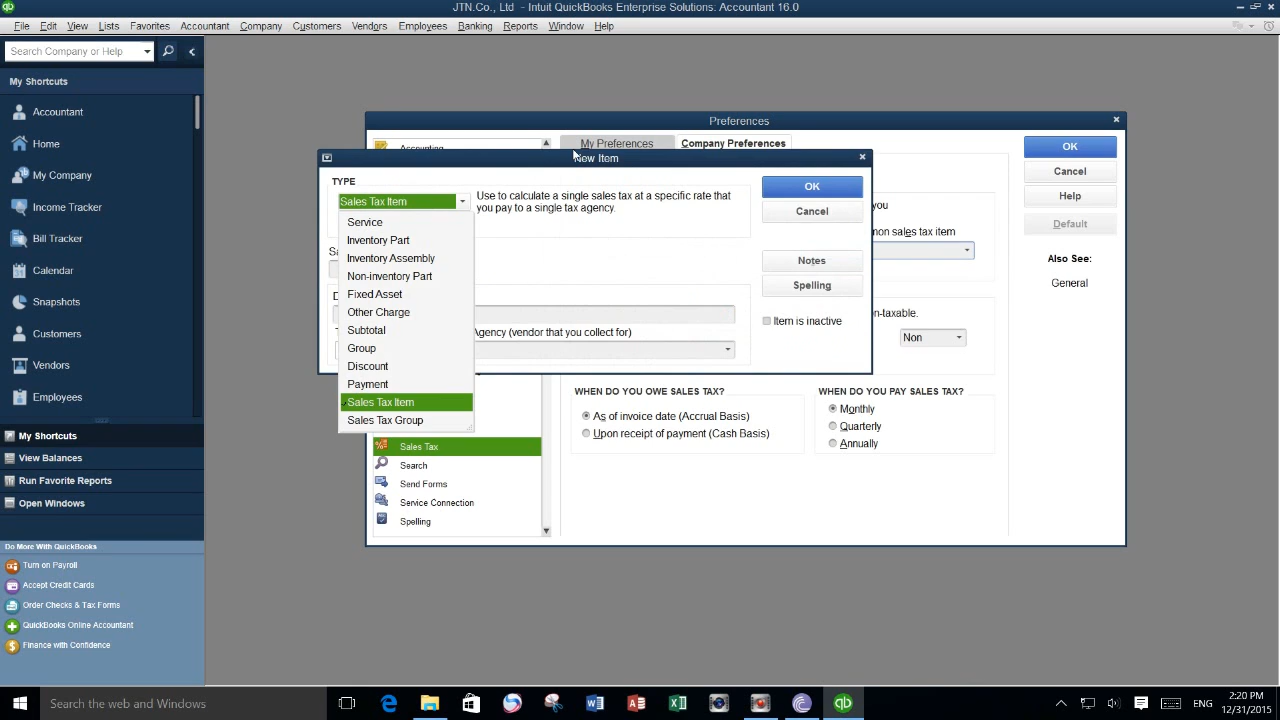 JTN.Co., Ltd - Intuit QuickBooks Enterprise Solutions: Accountant 16.0
File Edit View Lists Favorites Accountant Company Customers Vendors Employees Banking Reports Window Help
Search Company or Help
My Shortcuts
Accountant
Home
My Company
Income Tracker
Bill Tracker
Calendar
Snapshots
Customers
Vendors
Employees
My Shortcuts
View Balances
Run Favorite Reports
Open Windows
Do More With QuickBooks
Turn on Payroll
Accept Credit Cards
Order Checks & Tax Forms
QuickBooks Online Accountant
Finance with Confidence
Preferences
Accounting
My Preferences
Company Preferences
OK
Cancel
Help
Default
Also See:
General
New Item
TYPE
Sales Tax Item
Use to calculate a single sales tax at a specific rate that
you pay to a single tax agency.
OK
Cancel
Notes
Spelling
Item is inactive
Service
Inventory Part
Inventory Assembly
Non-inventory Part
Fixed Asset
Other Charge
Subtotal
Group
Discount
Payment
Sales Tax Item
Sales Tax Group
Sa
D
T
Agency (vendor that you collect for)
you
mon sales tax item
n-taxable.
Non
WHEN DO YOU OWE SALES TAX?
As of invoice date (Accrual Basis)
Upon receipt of payment (Cash Basis)
WHEN DO YOU PAY SALES TAX?
Monthly
Quarterly
Annually
Sales Tax
Search
Send Forms
Service Connection
Spelling
Search the web and Windows
ENG
2:20 PM
12/31/2015